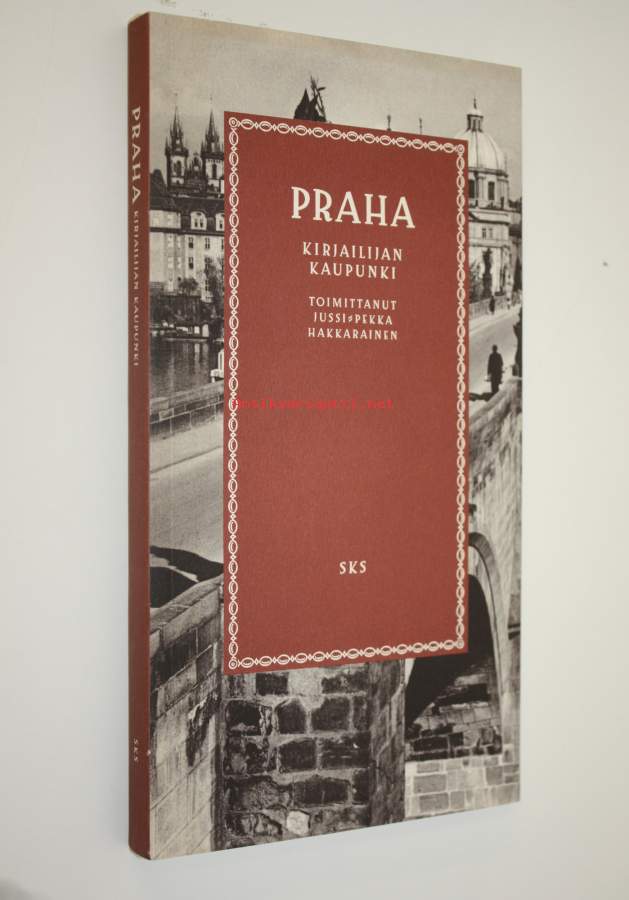 PRAHA
KIRJAILIJAN
KAUPUNKI
TOIMITTANUT
JUSSI-PEKKA
HAKKARAINEN
SKS
PRAHA KIRJAILIJAN KAUPUNKI
SKS